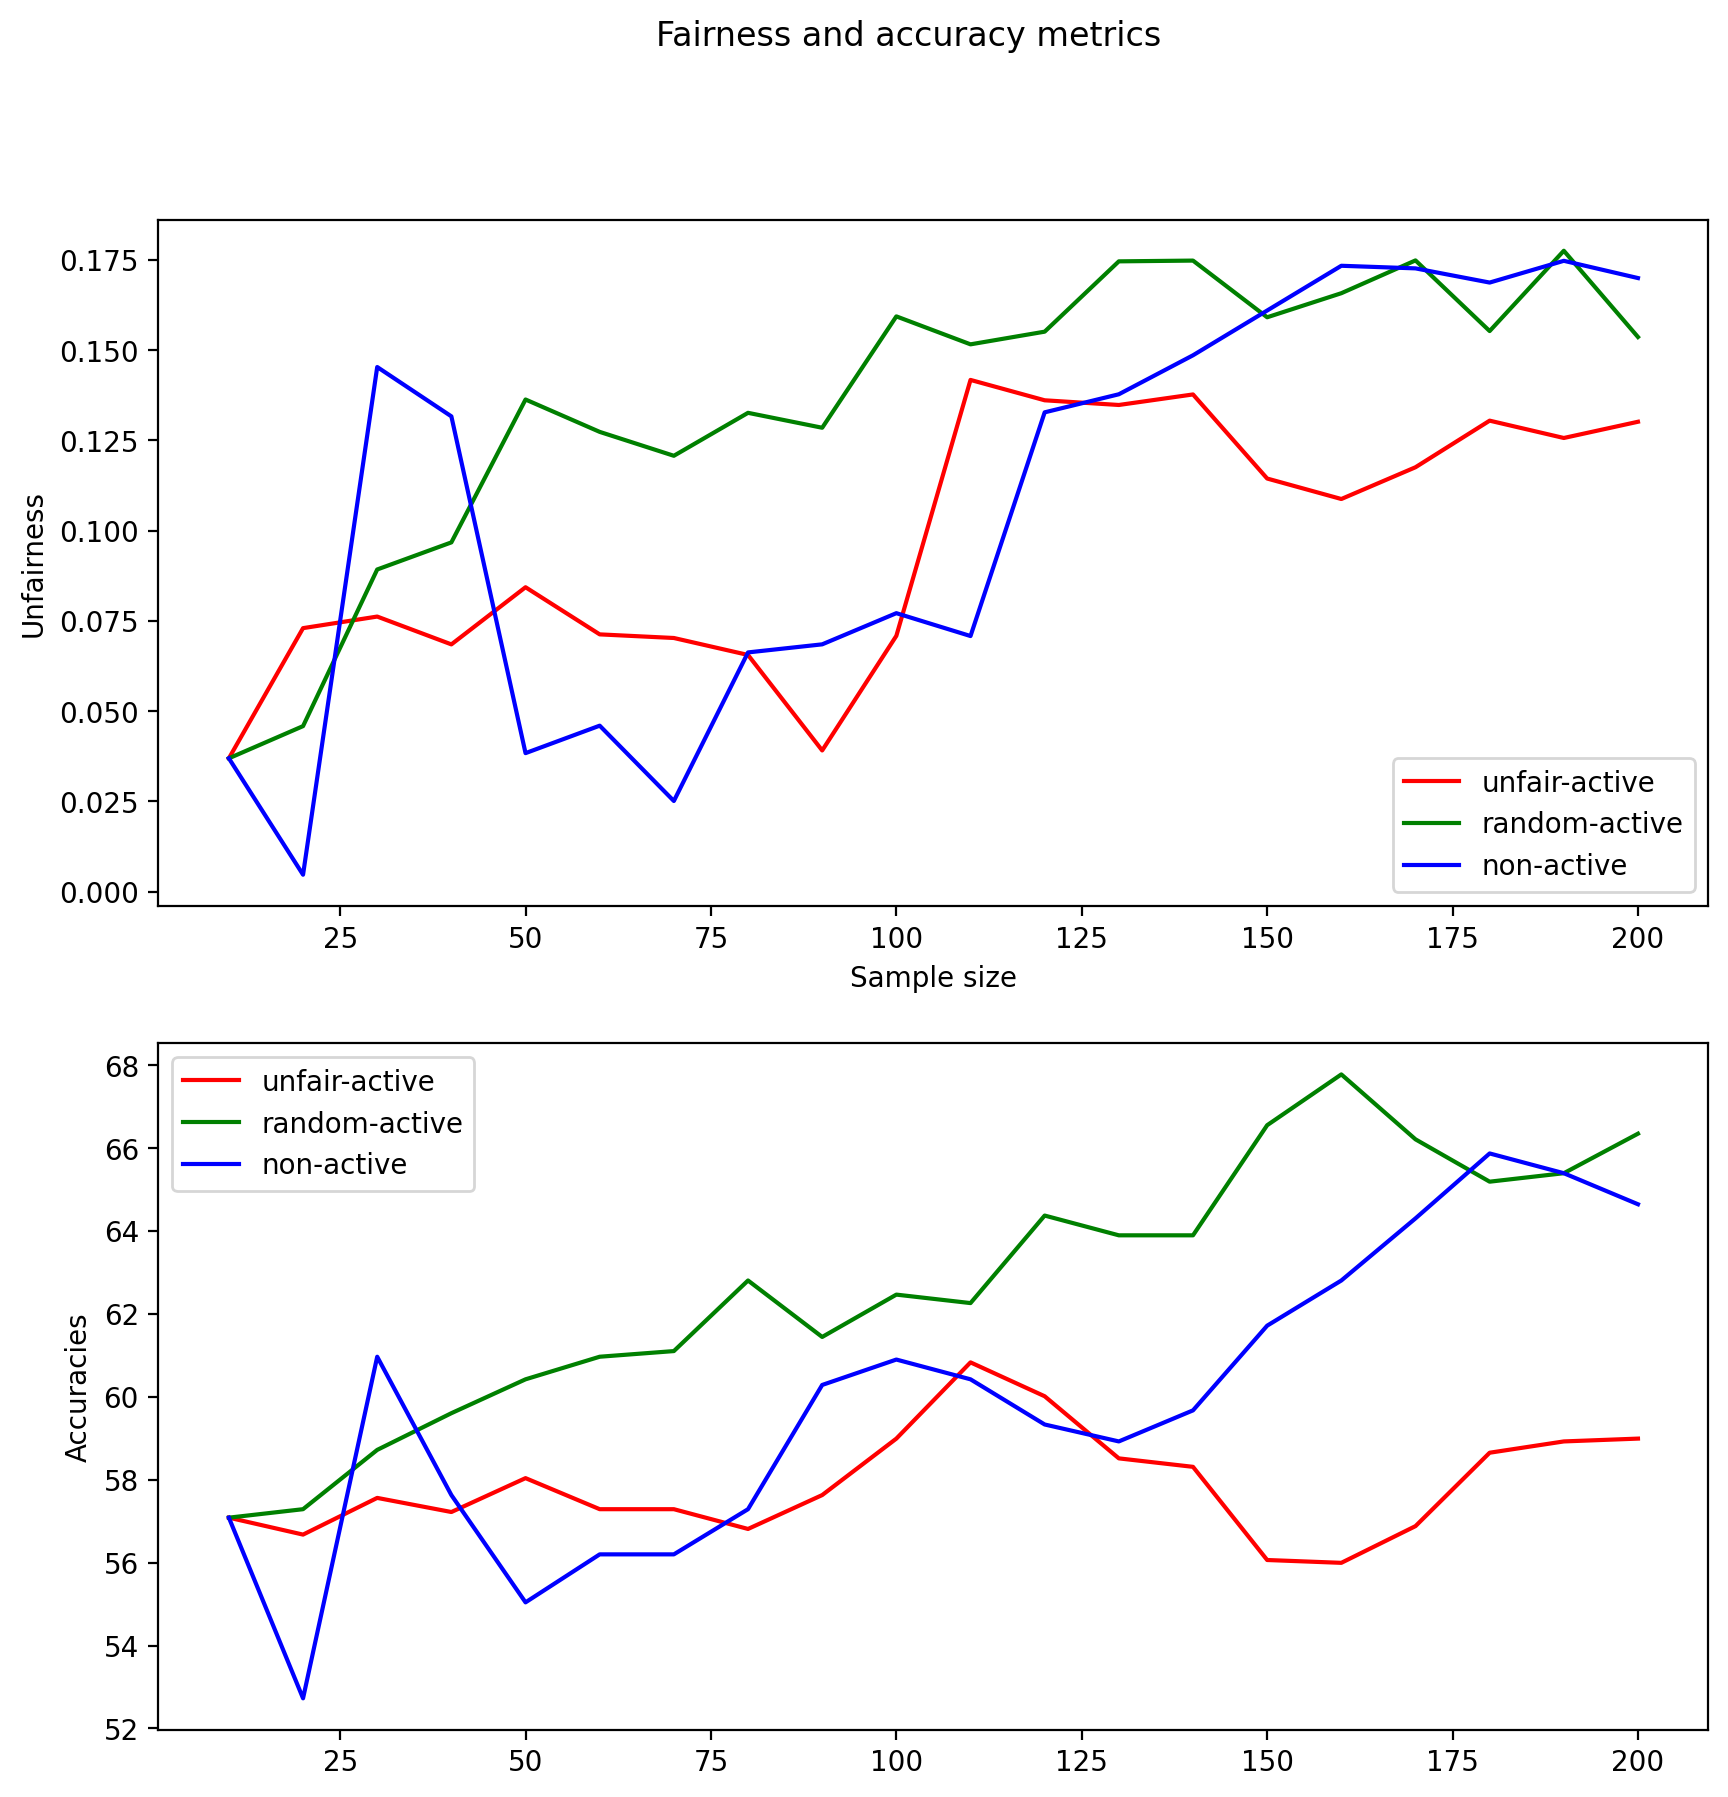 Fairness and accuracy metrics
Unfairness
0.175
0.150
0.125
0.100
0.075
0.050
0.025
0.000
unfair-active
random-active
non-active
25 50 75 100 125 150 175 200
Sample size
Accuracies
68
66
64
62
60
58
56
54
52
unfair-active
random-active
non-active
25 50 75 100 125 150 175 200